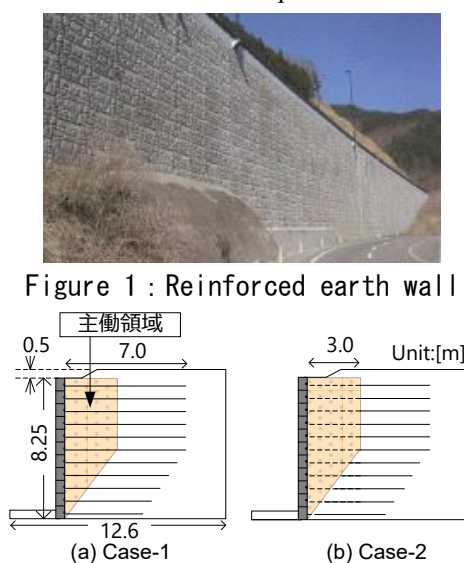 Figure 1 : Reinforced earth wall
主働領域
0.5
7.0
3.0
Unit:[m]
8.25
12.6
(a) Case-1
(b) Case-2